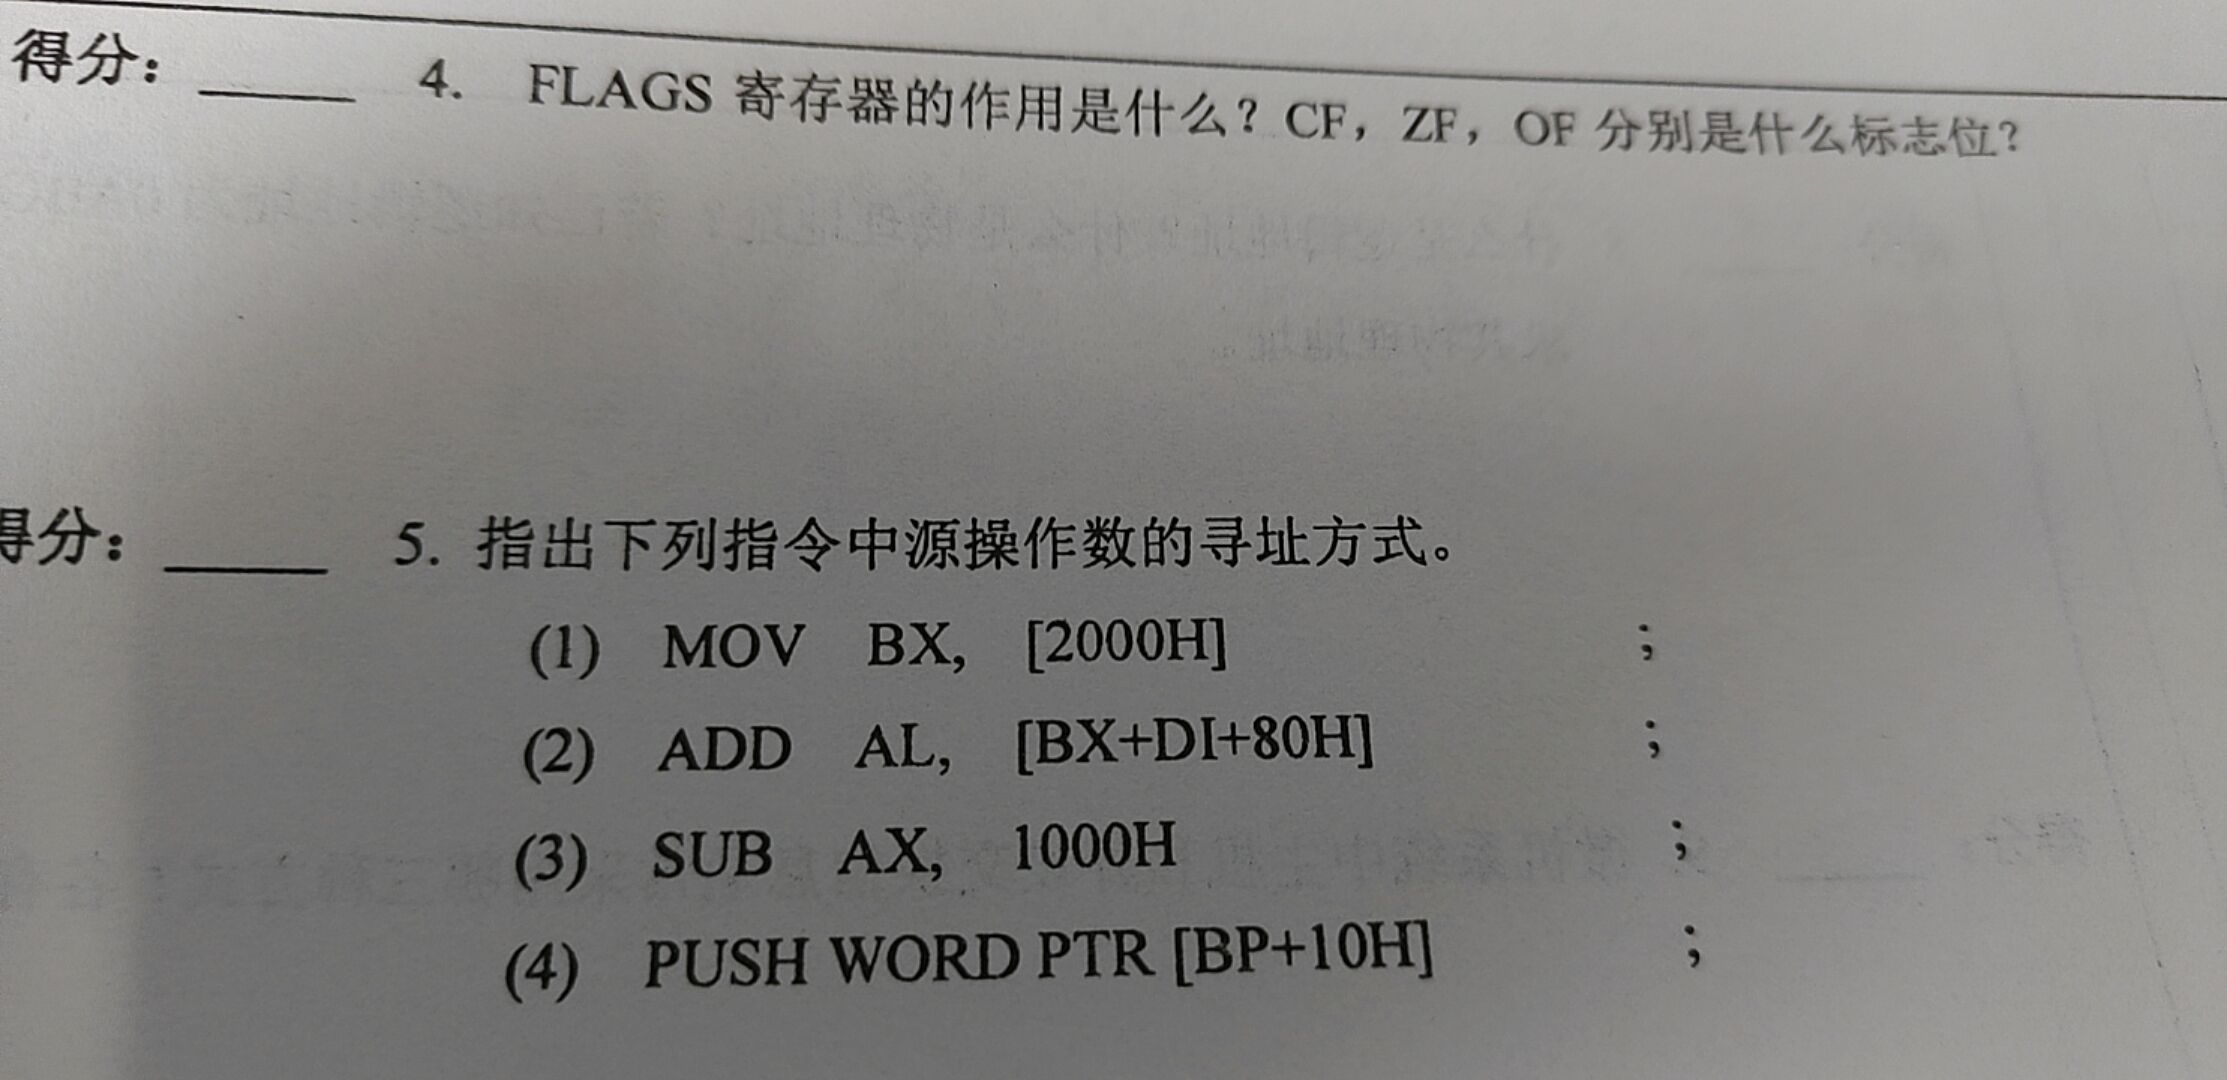 得分：____ 4. FLAGS 寄存器的作用是什么？CF，ZF，OF 分别是什么标志位？
得分：____ 5. 指出下列指令中源操作数的寻址方式。
(1) MOV BX, [2000H] ；
(2) ADD AL, [BX+DI+80H] ；
(3) SUB AX, 1000H ；
(4) PUSH WORD PTR [BP+10H] ；